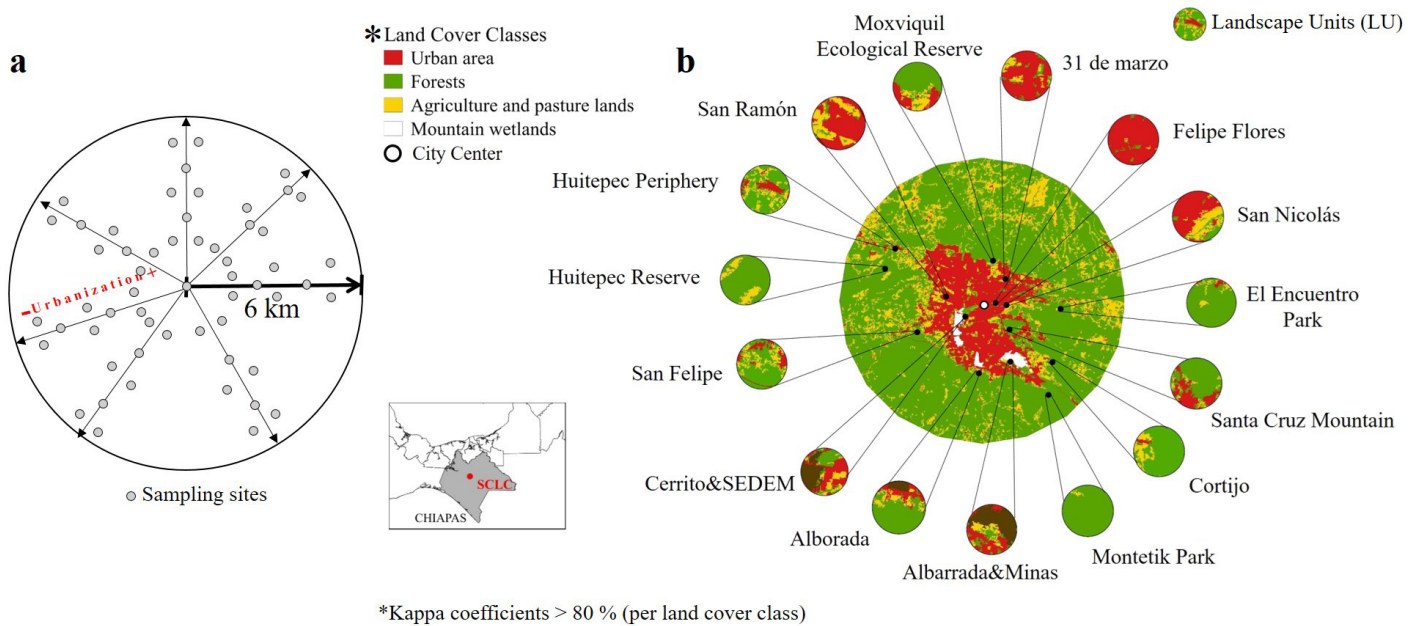 a
Urbanization+
6 km
Sampling sites
*Land Cover Classes
Urban area
Forests
Agriculture and pasture lands
Mountain wetlands
City Center
SCLC
CHIAPAS
b
Landscape Units (LU)
Moxviquil
Ecological Reserve
31 de marzo
San Ramón
Felipe Flores
Huitepec Periphery
San Nicolás
Huitepec Reserve
El Encuentro
Park
San Felipe
Santa Cruz Mountain
Cerrito&SEDEM
Cortijo
Alborada
Albarrada&Minas
Montetik Park
*Kappa coefficients > 80 % (per land cover class)